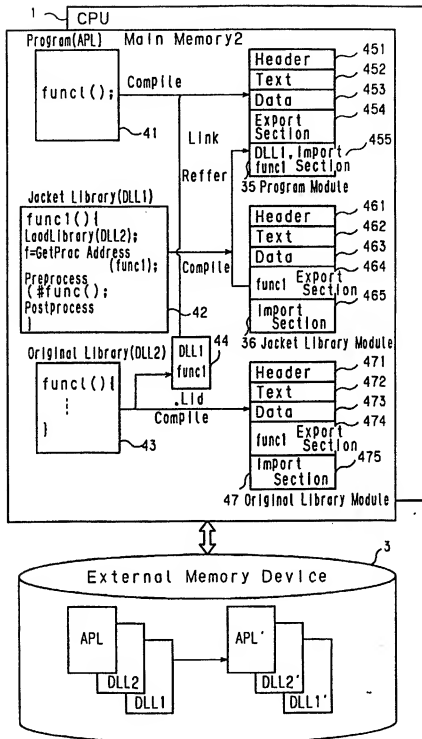 1
CPU
Program(APL)
Main Memory2
func1();
41
Compile
Link
Reffer
Header
Text
Data
Export
Section
DLL1,Import
func1 Section
451
452
453
454
455
35 Program Module
Jacket Library(DLL1)
func1(){
LaodLibrary(DLL2);
f=GetPrac Address
(func1);
Preprocess
(#func();
Postprocess
}
42
Compile
Header
Text
Data
func1 Export
Section
Import
Section
461
462
463
464
465
36 Jacket Library Module
Original Library(DLL2)
func1(){
⋮
}
43
DLL1
func1
44
.Lid
Compile
Header
Text
Data
func1 Export
Section
Import
Section
471
472
473
474
475
47 Original Library Module
3
External Memory Device
APL
DLL2
DLL1
APL'
DLL2'
DLL1'